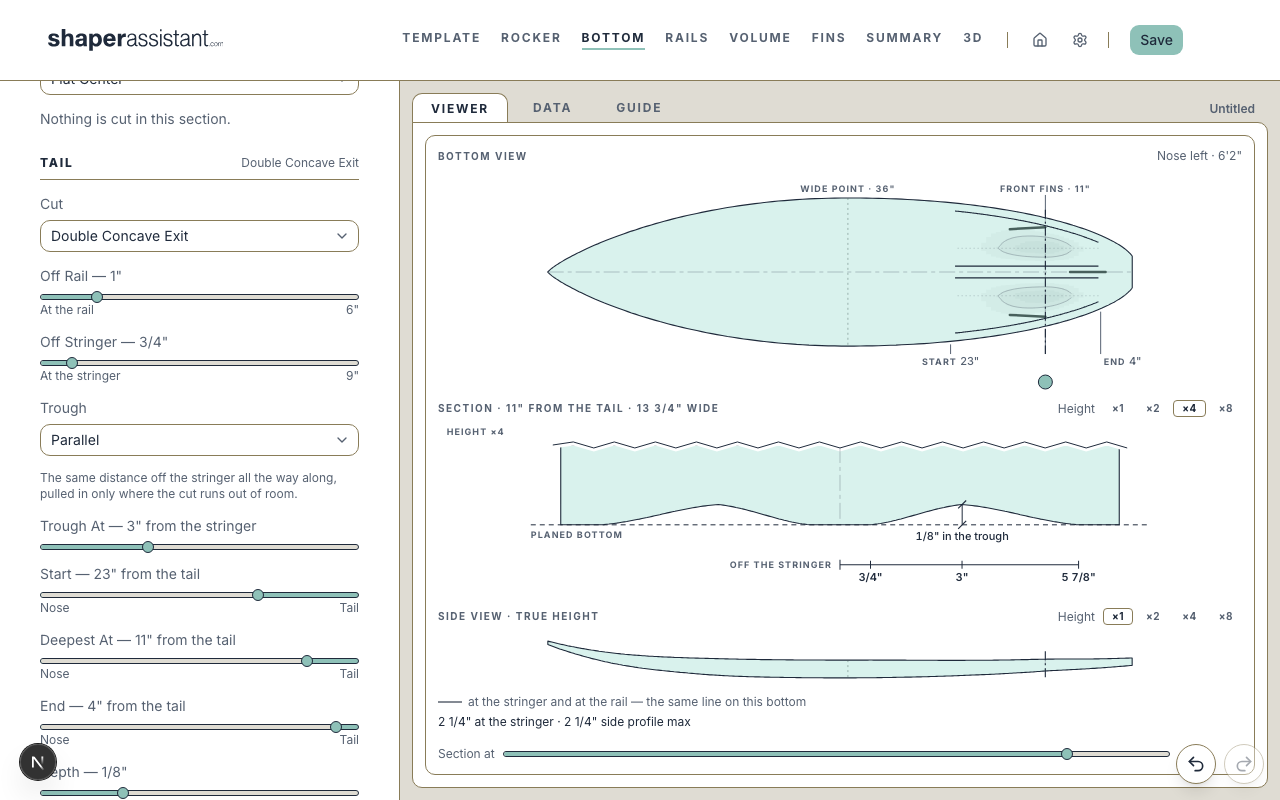 shaperassistant.com
TEMPLATE ROCKER BOTTOM RAILS VOLUME FINS SUMMARY 3D Save
Flat Center
Nothing is cut in this section.
TAIL Double Concave Exit
Cut
Double Concave Exit
Off Rail — 1"
At the rail 6"
Off Stringer — 3/4"
At the stringer 9"
Trough
Parallel
The same distance off the stringer all the way along,
pulled in only where the cut runs out of room.
Trough At — 3" from the stringer
Start — 23" from the tail
Nose Tail
Deepest At — 11" from the tail
Nose Tail
End — 4" from the tail
Nose Tail
Depth — 1/8"
N
VIEWER DATA GUIDE Untitled
BOTTOM VIEW Nose left · 6'2"
WIDE POINT · 36" FRONT FINS · 11"
START 23" END 4"
SECTION · 11" FROM THE TAIL · 13 3/4" WIDE Height ×1 ×2 ×4 ×8
HEIGHT ×4
PLANED BOTTOM
1/8" in the trough
OFF THE STRINGER
3/4" 3" 5 7/8"
SIDE VIEW · TRUE HEIGHT Height ×1 ×2 ×4 ×8
at the stringer and at the rail — the same line on this bottom
2 1/4" at the stringer · 2 1/4" side profile max
Section at